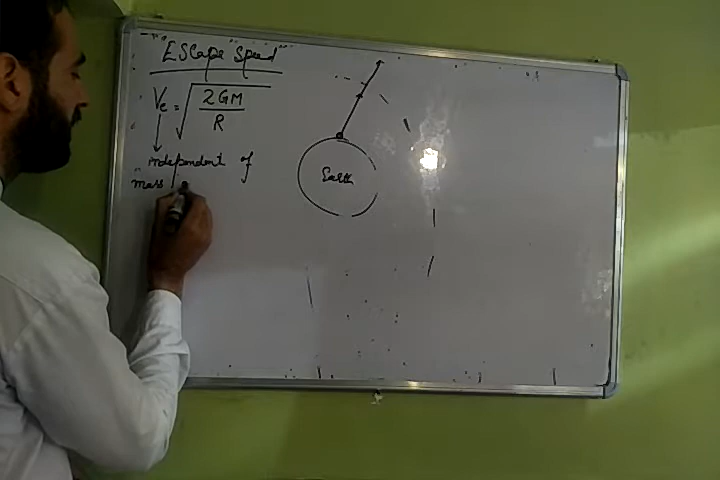 "Escape Speed"
Ve = √2GM/R
independent of
mass
Earth